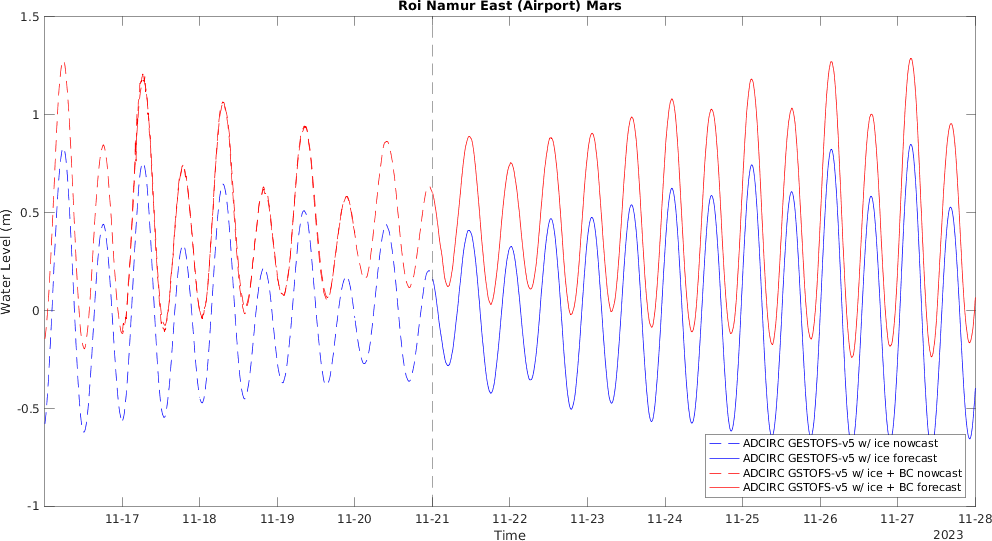 Roi Namur East (Airport) Mars
1.5
1
0.5
0
-0.5
-1
Water Level (m)
ADCIRC GESTOFS-v5 w/ ice nowcast
ADCIRC GESTOFS-v5 w/ ice forecast
ADCIRC GSTOFS-v5 w/ ice + BC nowcast
ADCIRC GSTOFS-v5 w/ ice + BC forecast
11-17 11-18 11-19 11-20 11-21 11-22 11-23 11-24 11-25 11-26 11-27 11-28
Time
2023